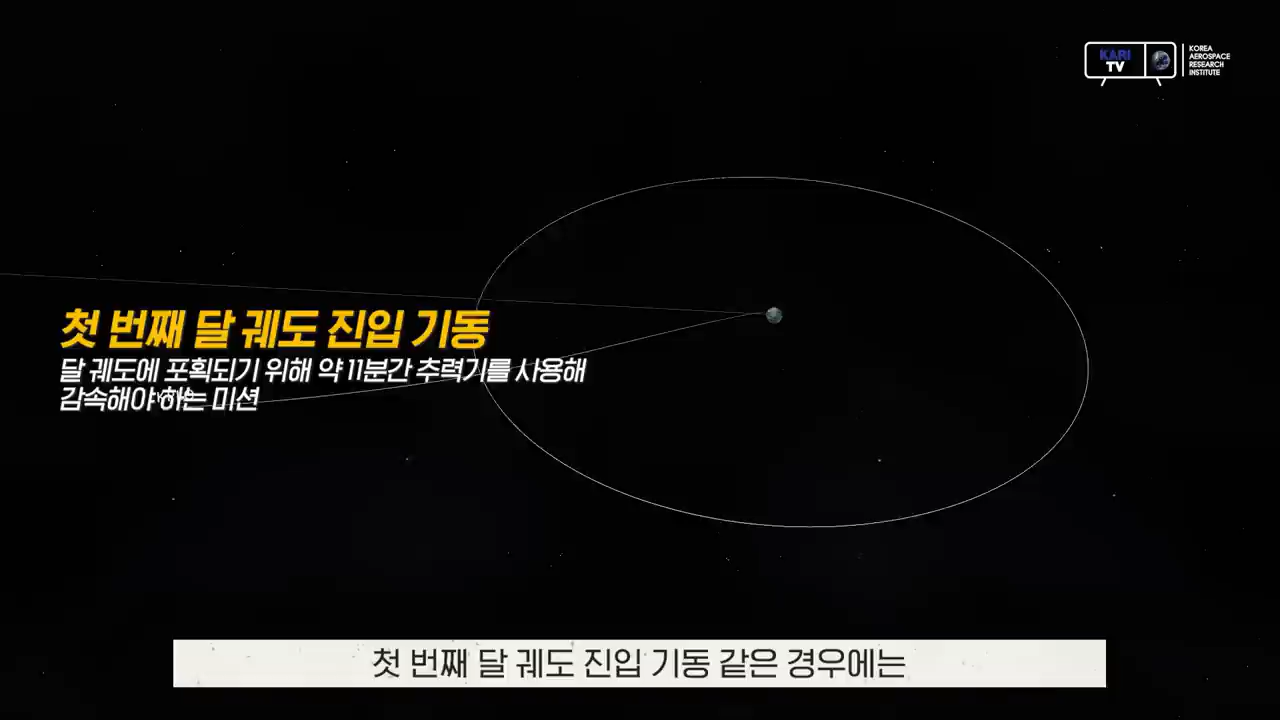 KARI
TV
KOREA
AEROSPACE
RESEARCH
INSTITUTE
첫 번째 달 궤도 진입 기동
달 궤도에 포획되기 위해 약 11분간 추력기를 사용해
감속해야 하는 미션
첫 번째 달 궤도 진입 기동 같은 경우에는